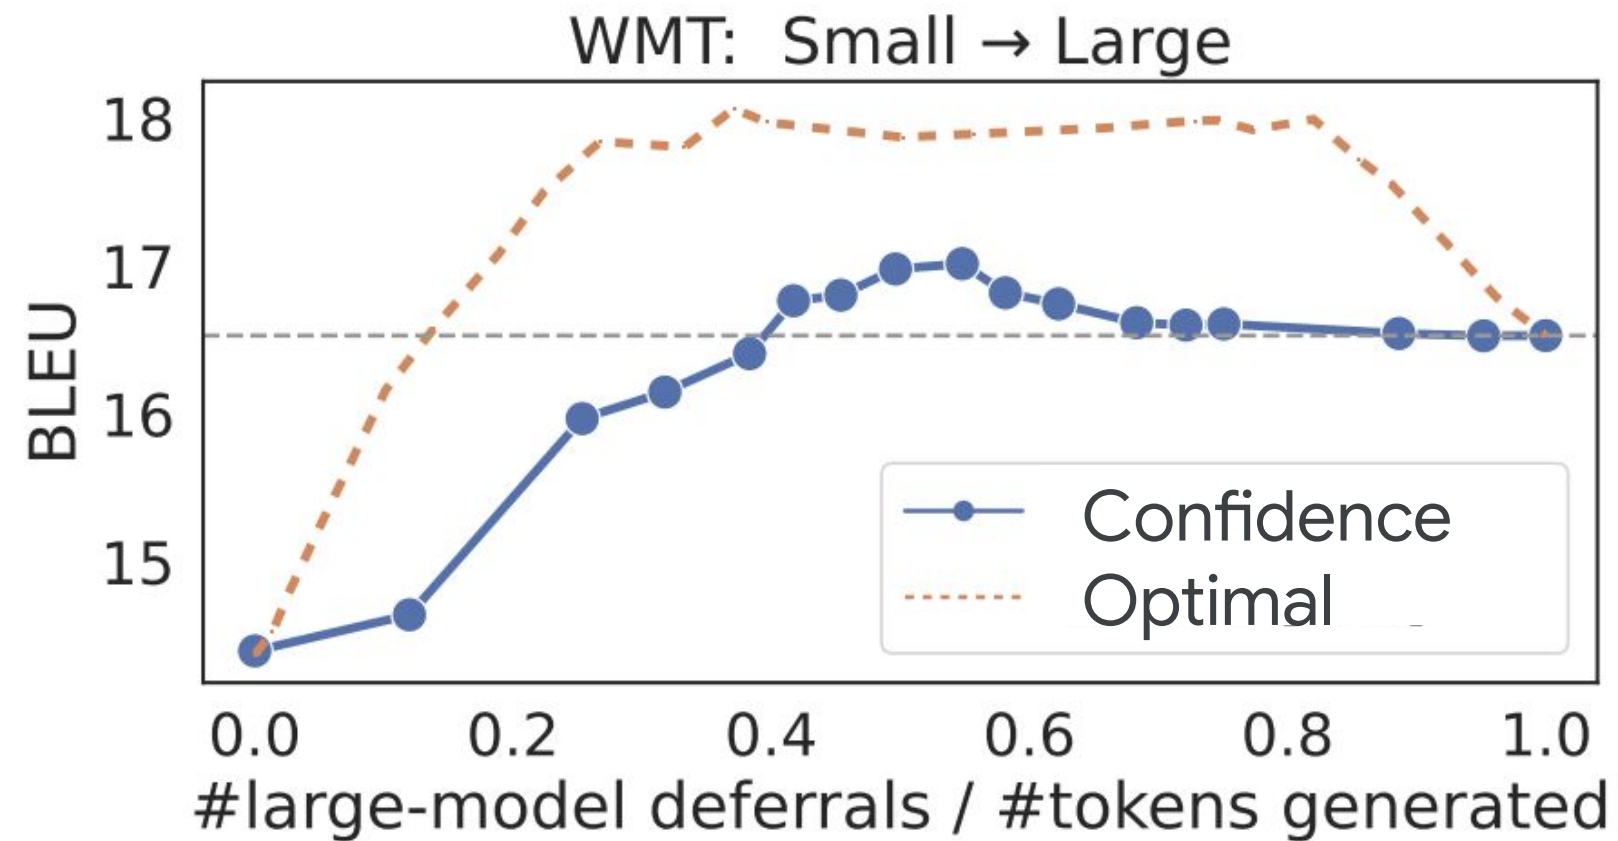 WMT: Small → Large
18
17
16
15
BLEU
Confidence
Optimal
0.0 0.2 0.4 0.6 0.8 1.0
#large-model deferrals / #tokens generated